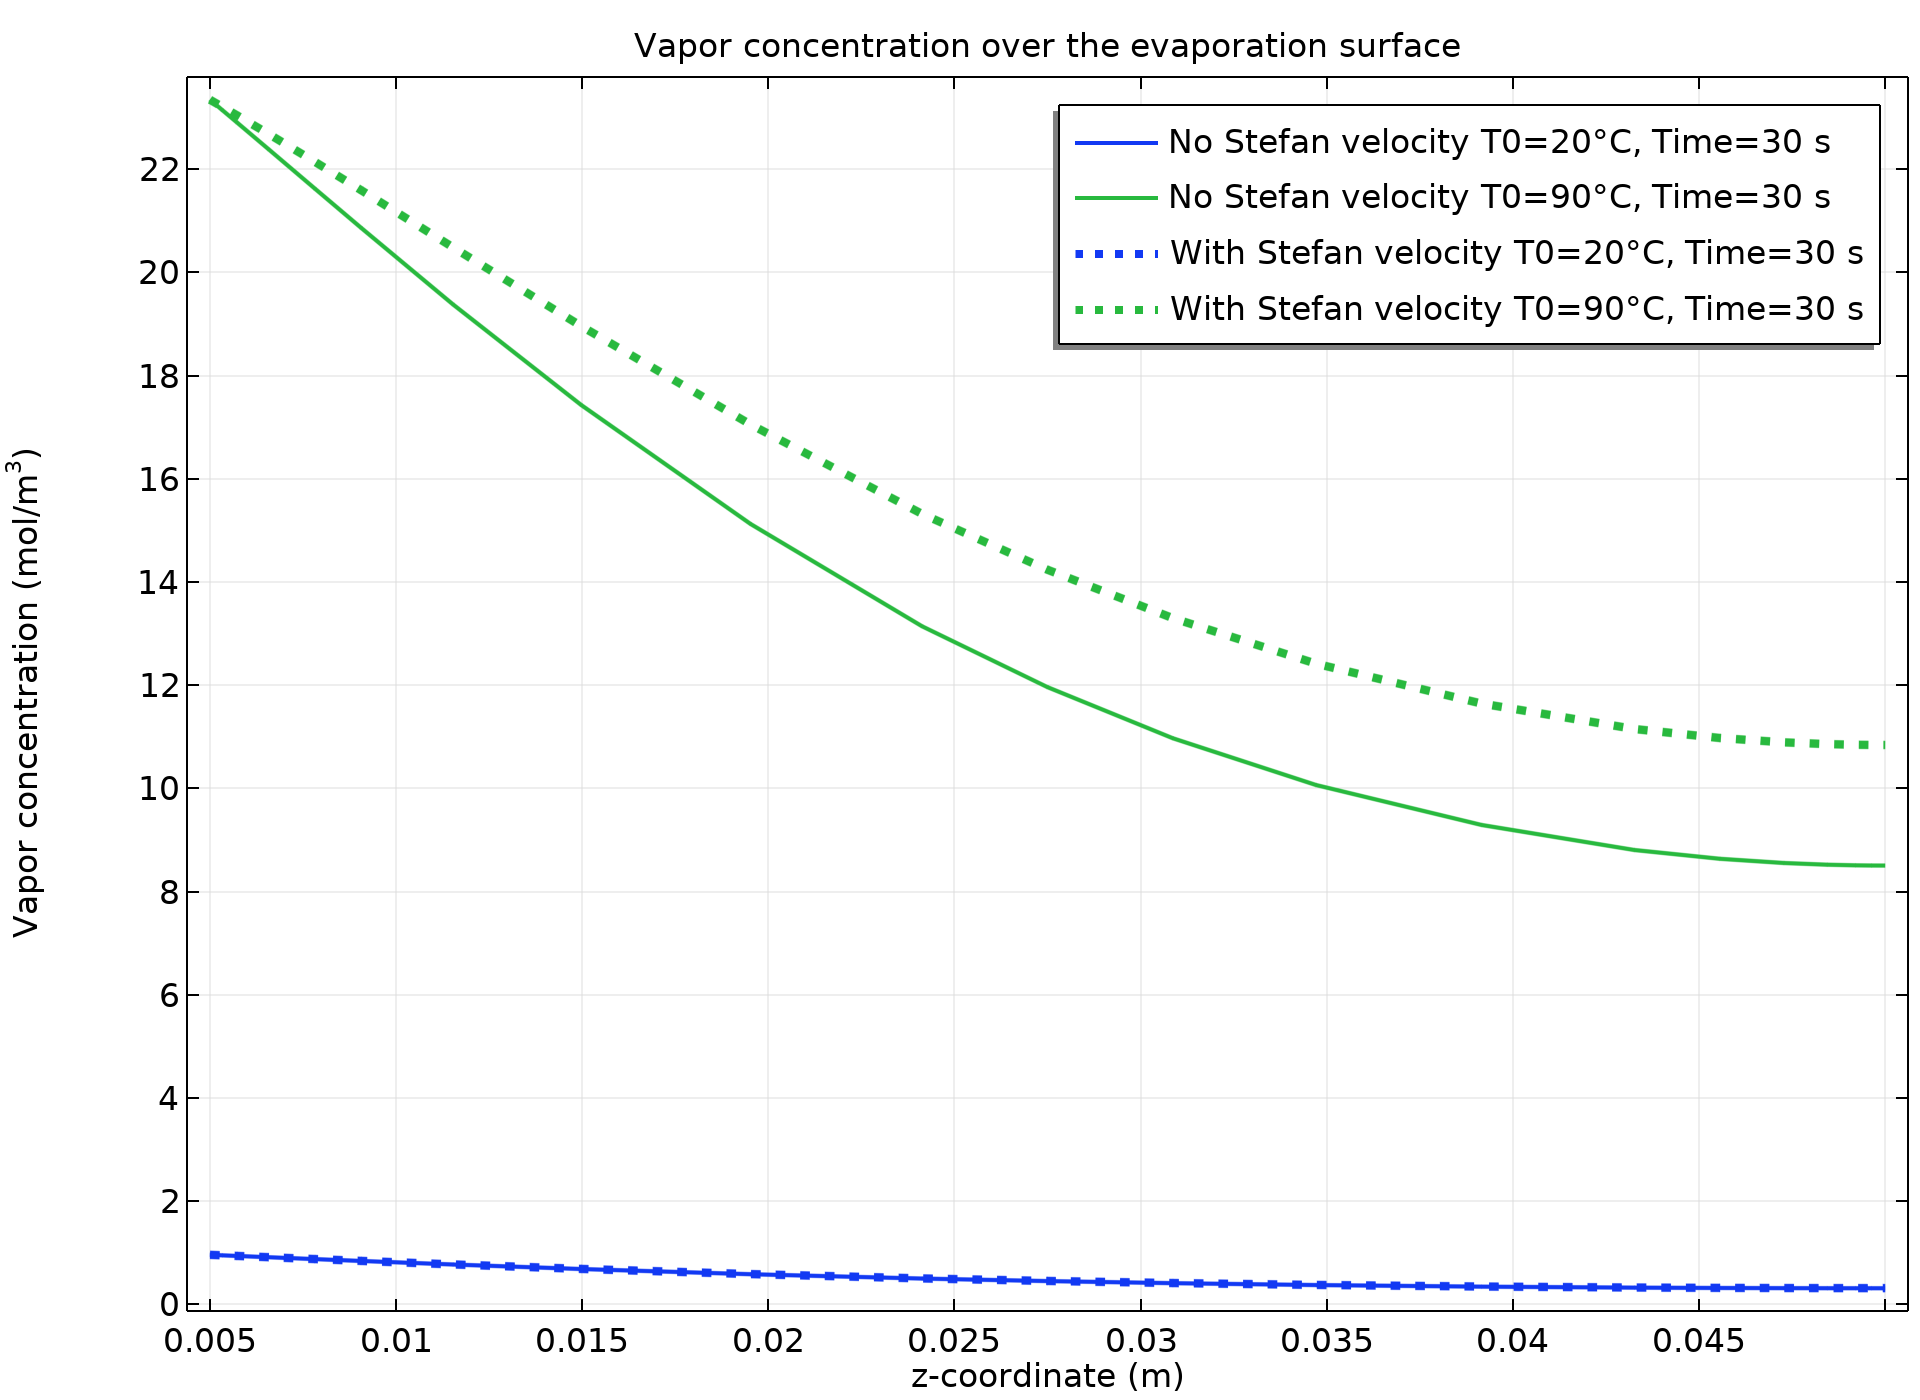 Vapor concentration over the evaporation surface
No Stefan velocity T0=20°C, Time=30 s
No Stefan velocity T0=90°C, Time=30 s
With Stefan velocity T0=20°C, Time=30 s
With Stefan velocity T0=90°C, Time=30 s
Vapor concentration (mol/m³)
22
20
18
16
14
12
10
8
6
4
2
0
0.005 0.01 0.015 0.02 0.025 0.03 0.035 0.04 0.045
z-coordinate (m)